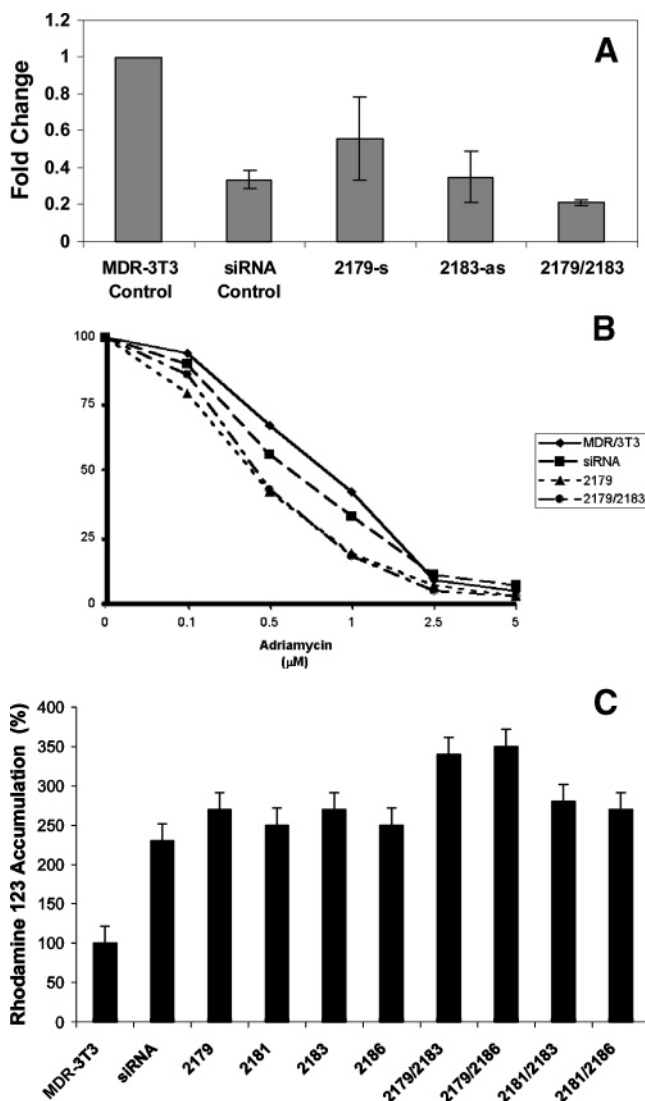 A
Fold Change
1.2
1
0.8
0.6
0.4
0.2
0
MDR-3T3 Control
siRNA Control
2179-s
2183-as
2179/2183
B
100
75
50
25
0
0
0.1
0.5
1
2.5
5
Adriamycin
(μM)
MDR/3T3
siRNA
2179
2179/2183
C
Rhodamine 123 Accumulation (%)
400
350
300
250
200
150
100
50
0
MDR-3T3
siRNA
2179
2181
2183
2186
2179/2183
2179/2186
2181/2183
2181/2186